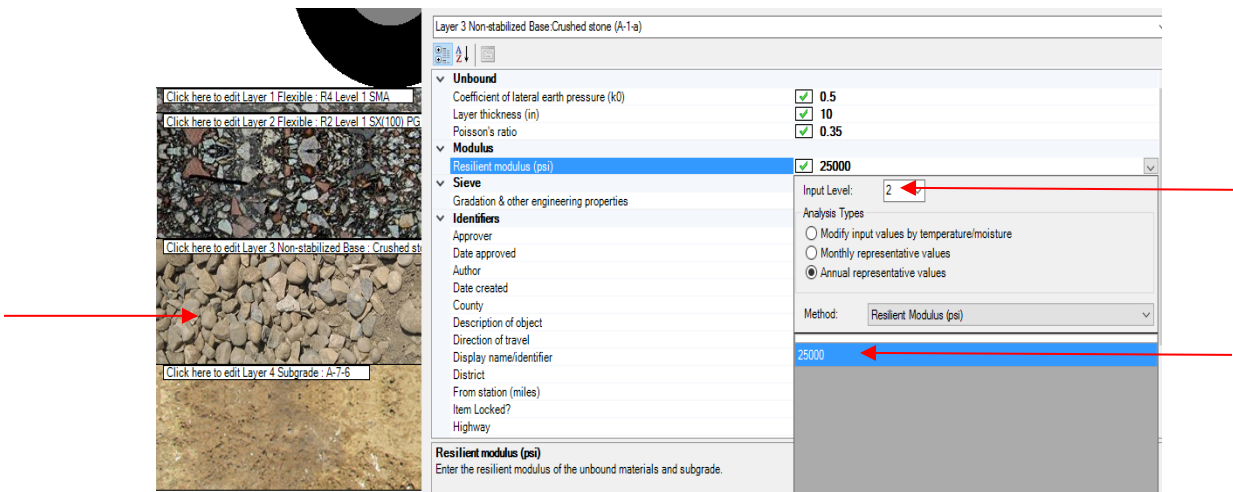 Click here to edit Layer 1 Flexible : R4 Level 1 SMA
Click here to edit Layer 2 Flexible : R2 Level 1 SX(100) PG
Click here to edit Layer 3 Non-stabilized Base : Crushed sto
Click here to edit Layer 4 Subgrade : A-7-6
Layer 3 Non-stabilized Base:Crushed stone (A-1-a)
Unbound
Coefficient of lateral earth pressure (k0) 0.5
Layer thickness (in) 10
Poisson's ratio 0.35
Modulus
Resilient modulus (psi) 25000
Sieve
Gradation & other engineering properties
Identifiers
Approver
Date approved
Author
Date created
County
Description of object
Direction of travel
Display name/identifier
District
From station (miles)
Item Locked?
Highway
Input Level: 2
Analysis Types
Modify input values by temperature/moisture
Monthly representative values
Annual representative values
Method: Resilient Modulus (psi)
25000
Resilient modulus (psi)
Enter the resilient modulus of the unbound materials and subgrade.